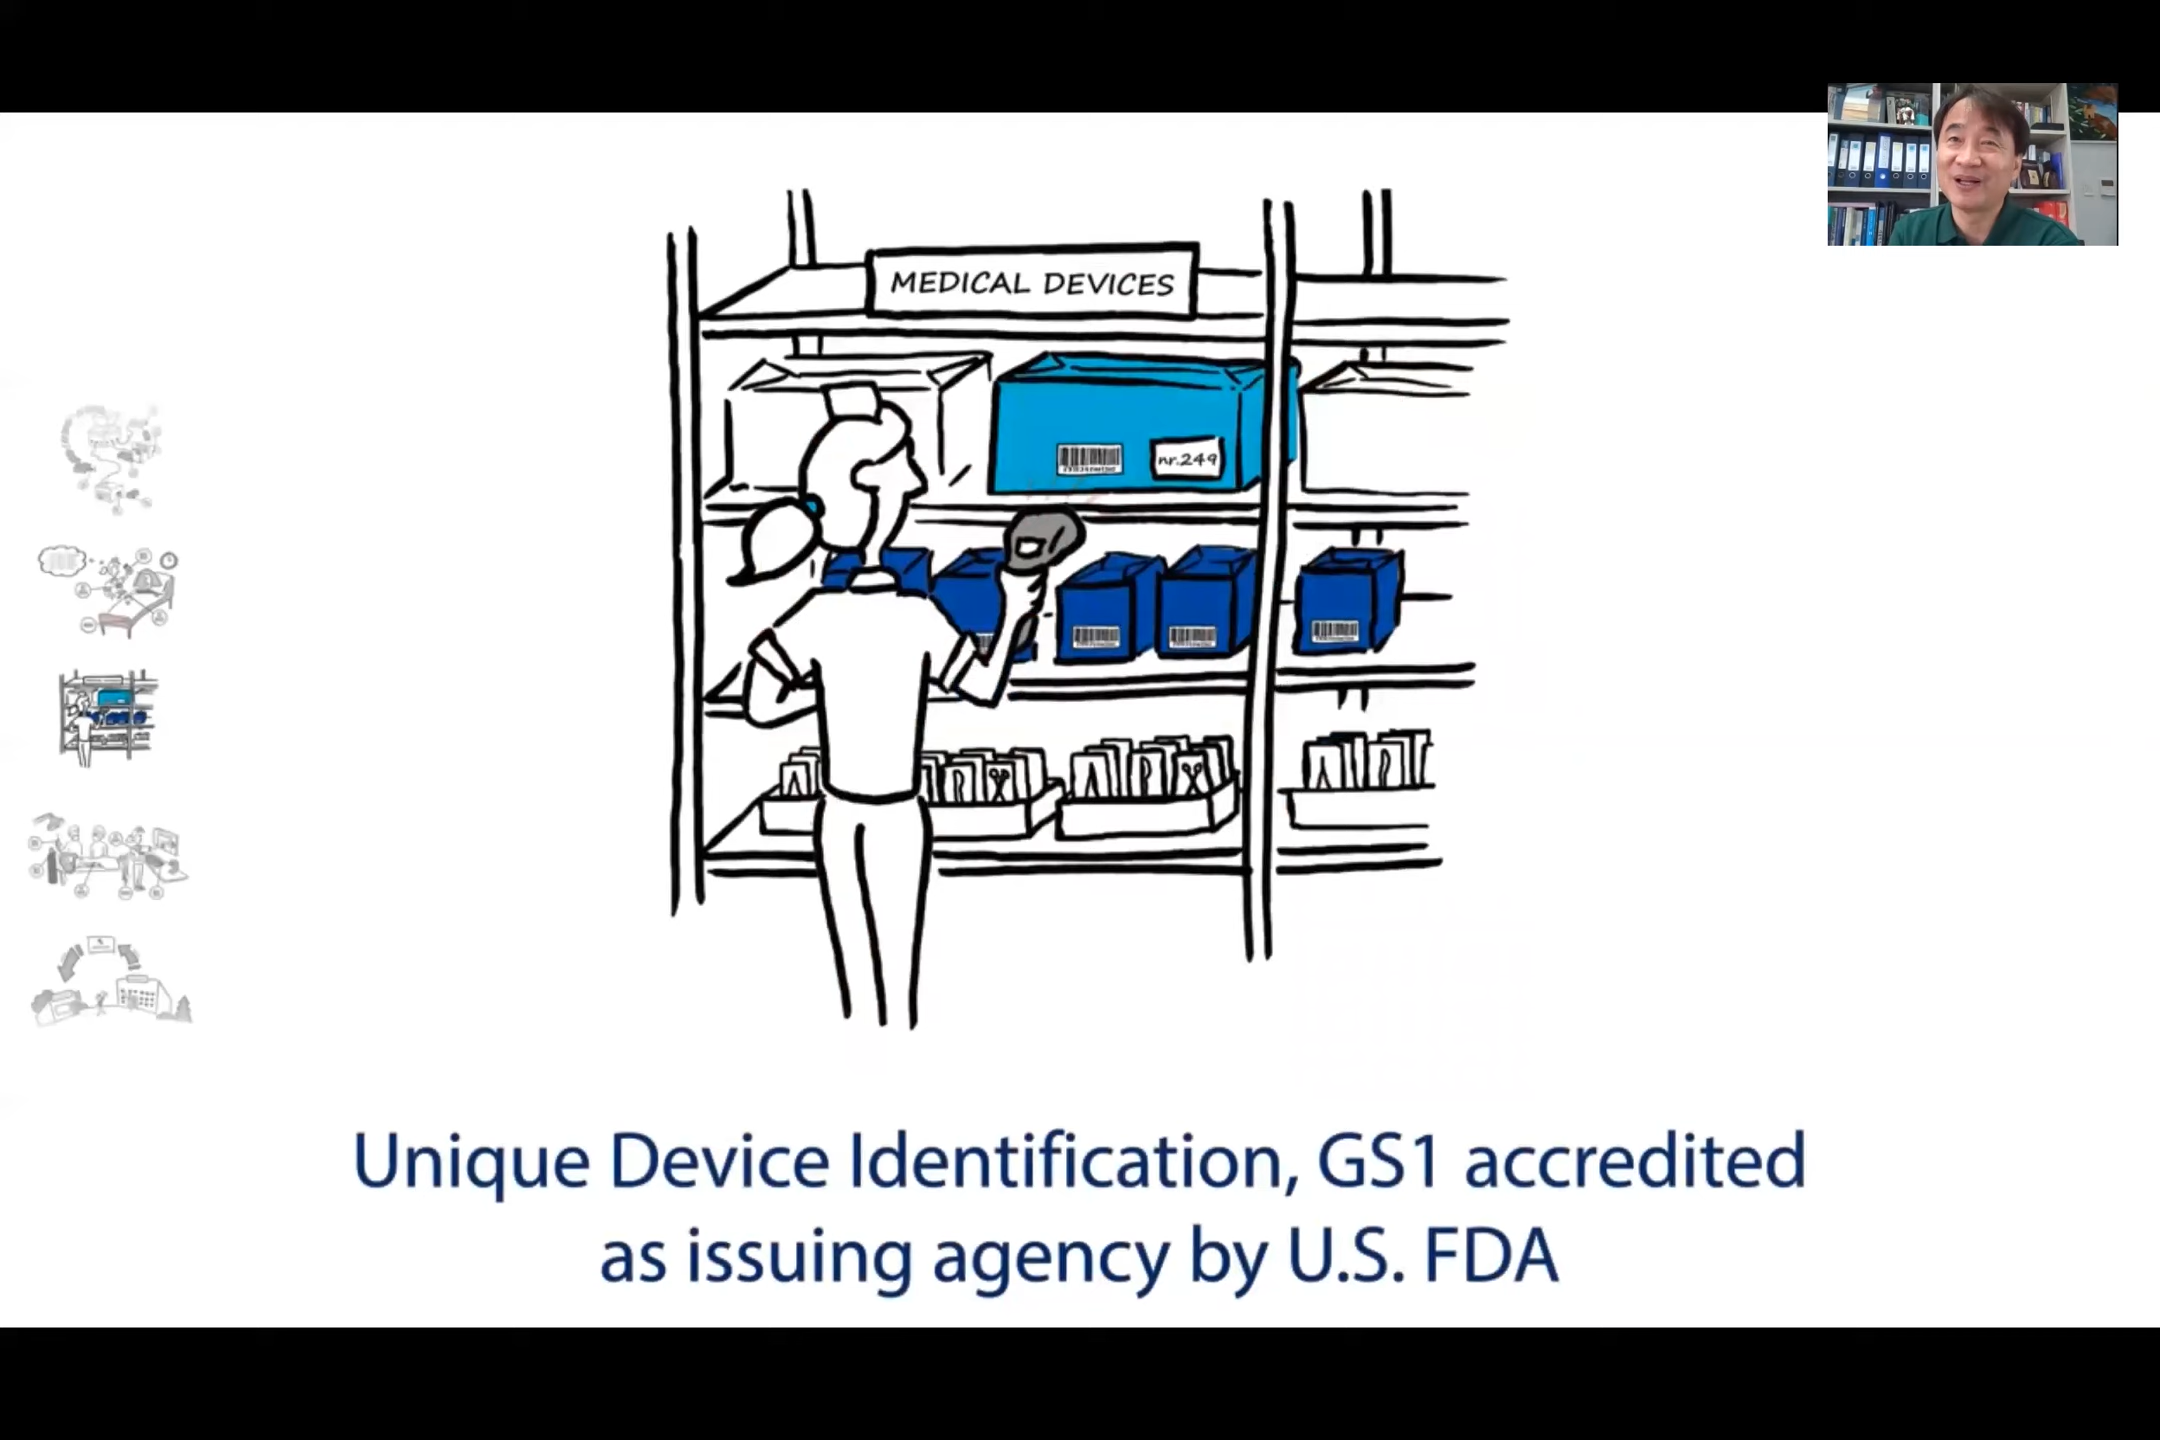 MEDICAL DEVICES
nr.249
Unique Device Identification, GS1 accredited
as issuing agency by U.S. FDA